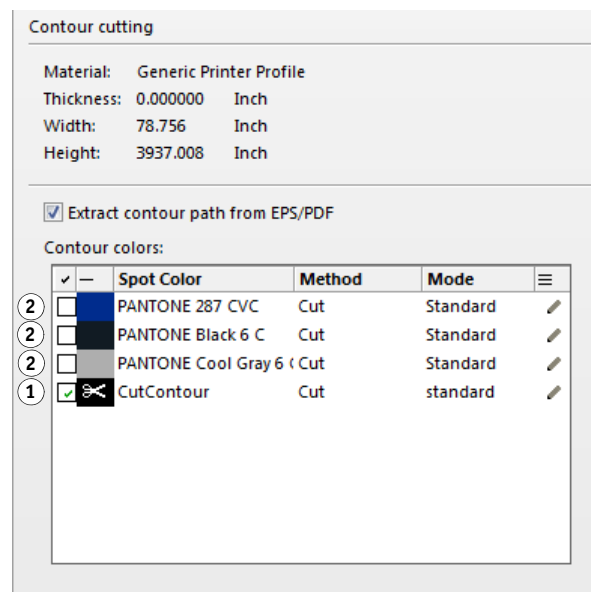 Contour cutting
Material: Generic Printer Profile
Thickness: 0.000000 Inch
Width: 78.756 Inch
Height: 3937.008 Inch
Extract contour path from EPS/PDF
Contour colors:
Spot Color Method Mode
2 PANTONE 287 CVC Cut Standard
2 PANTONE Black 6 C Cut Standard
2 PANTONE Cool Gray 6 ( Cut Standard
1 CutContour Cut standard